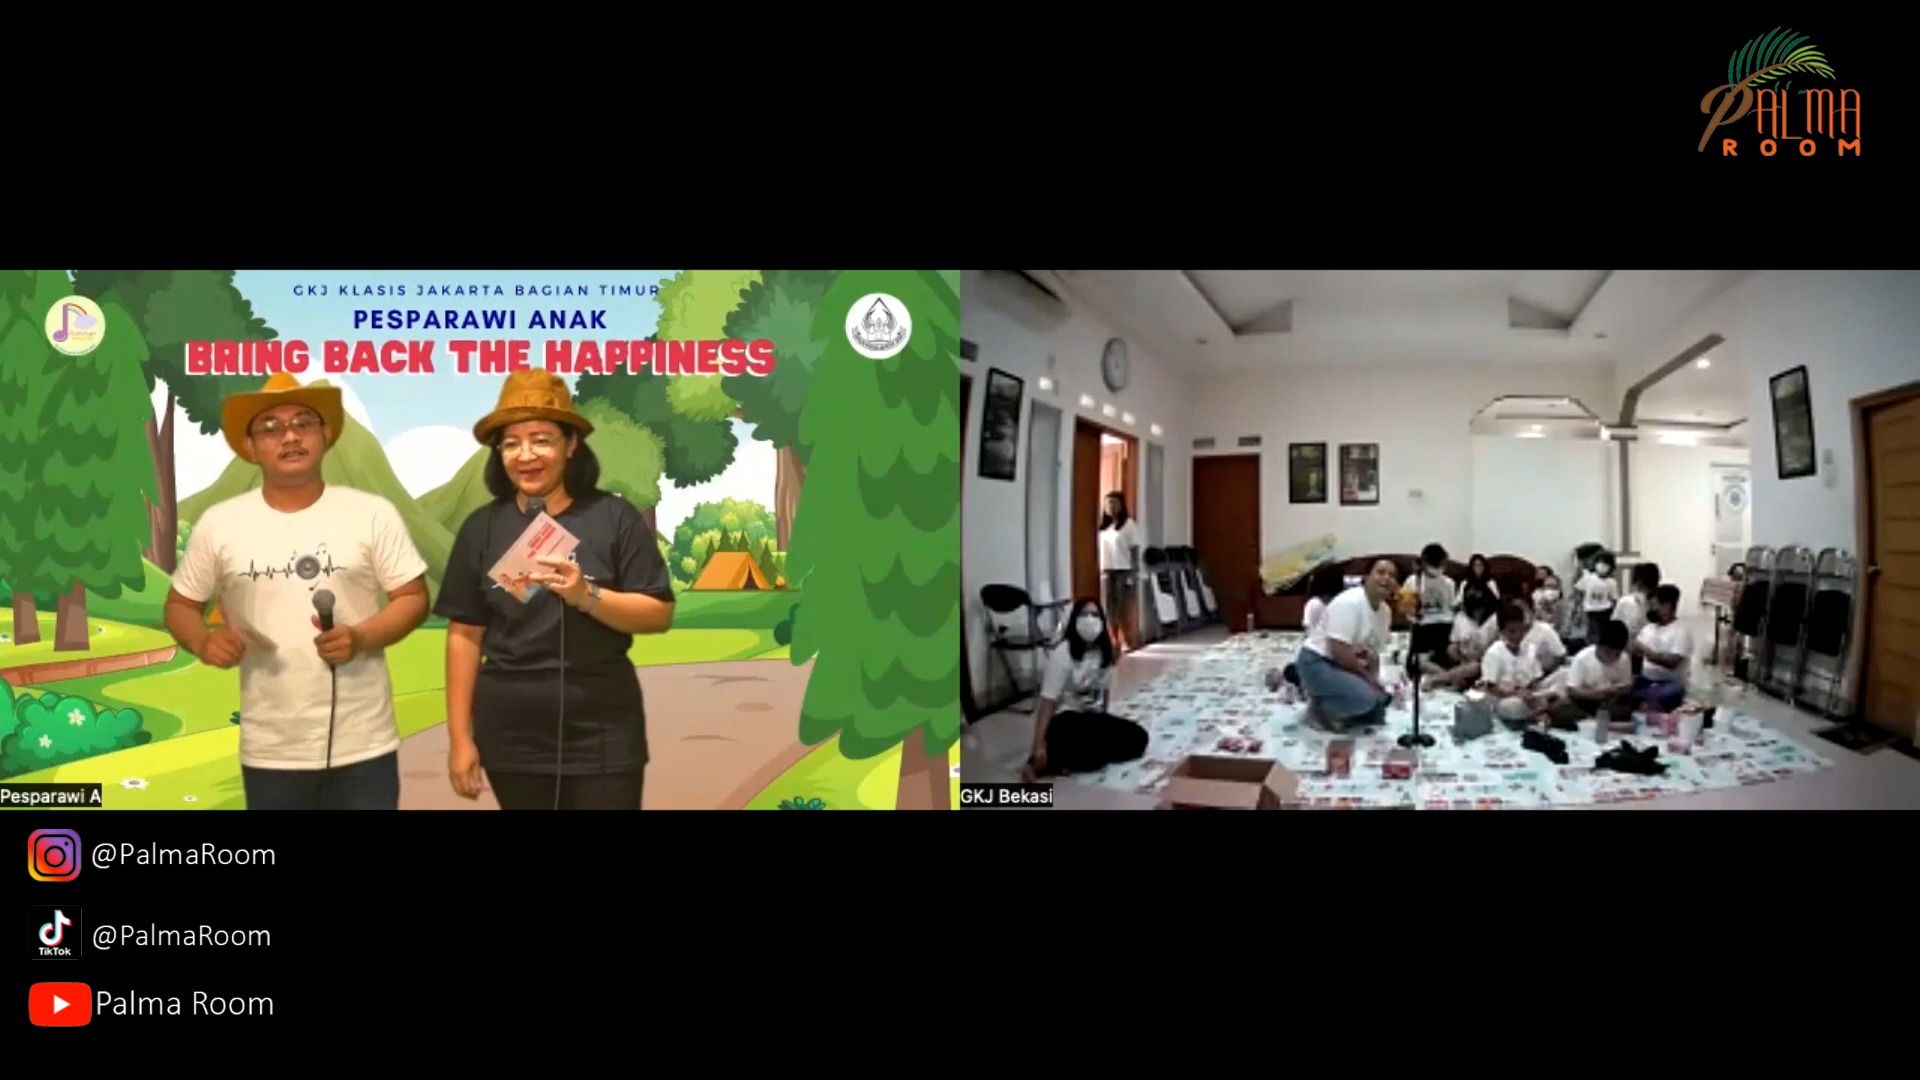 PALMA
ROOM
GKJ KLASIS JAKARTA BAGIAN TIMUR
PESPARAWI ANAK
BRING BACK THE HAPPINESS
Pesparawi A
GKJ Bekasi
@PalmaRoom
TikTok
@PalmaRoom
Palma Room